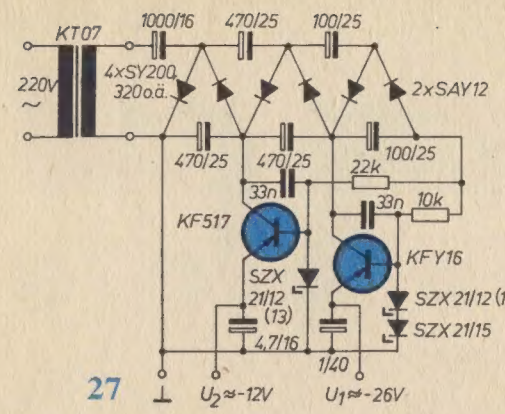 1000/16
470/25
100/25
KT07
220V
~
4xSY200,
320 o.ä.
2xSAY12
470/25
470/25
100/25
22k
33n
33n
10k
KF517
KFY16
SZX
21/12
(13)
SZX 21/12 (1
SZX 21/15
4,7/16
1/40
27
⊥
U₂≈-12V
U₁≈-26V